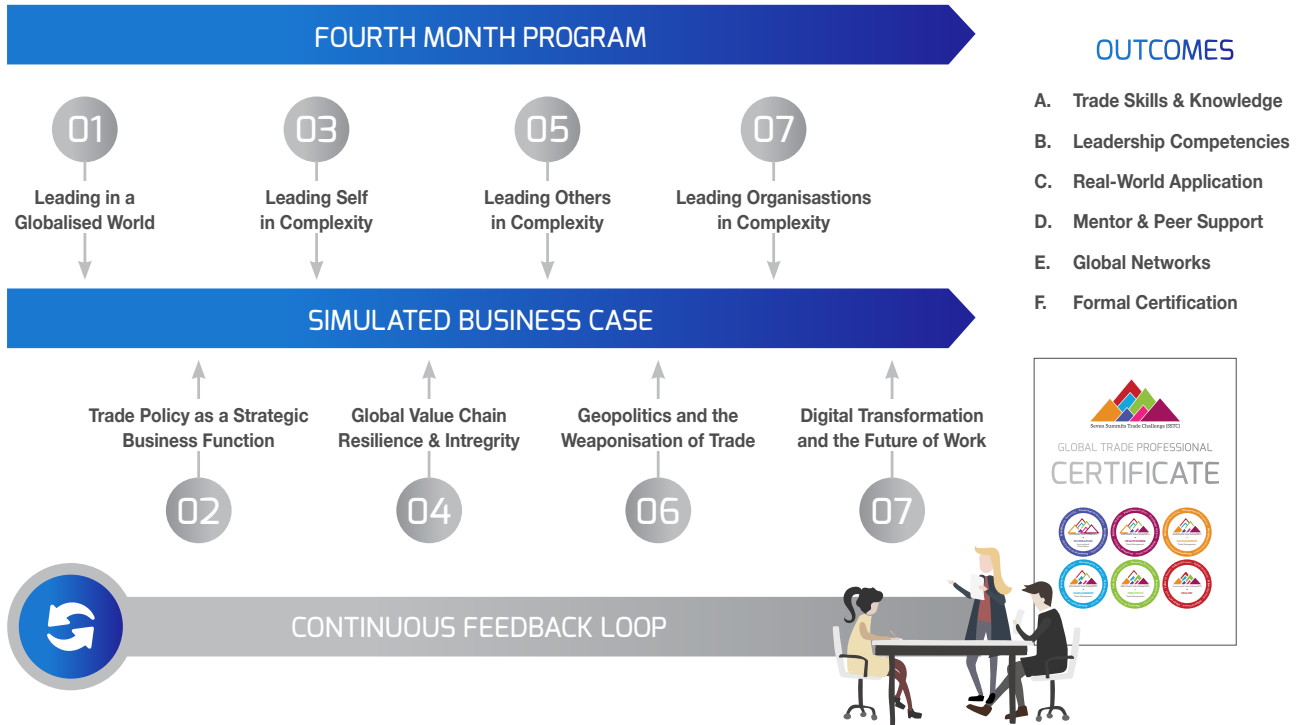 FOURTH MONTH PROGRAM
01
Leading in a
Globalised World
03
Leading Self
in Complexity
05
Leading Others
in Complexity
07
Leading Organisastions
in Complexity
SIMULATED BUSINESS CASE
Trade Policy as a Strategic
Business Function
02
Global Value Chain
Resilience & Intregrity
04
Geopolitics and the
Weaponisation of Trade
06
Digital Transformation
and the Future of Work
07
CONTINUOUS FEEDBACK LOOP
OUTCOMES
A. Trade Skills & Knowledge
B. Leadership Competencies
C. Real-World Application
D. Mentor & Peer Support
E. Global Networks
F. Formal Certification
Seven Summits Trade Challenge (SSTC)
GLOBAL TRADE PROFESSIONAL
CERTIFICATE